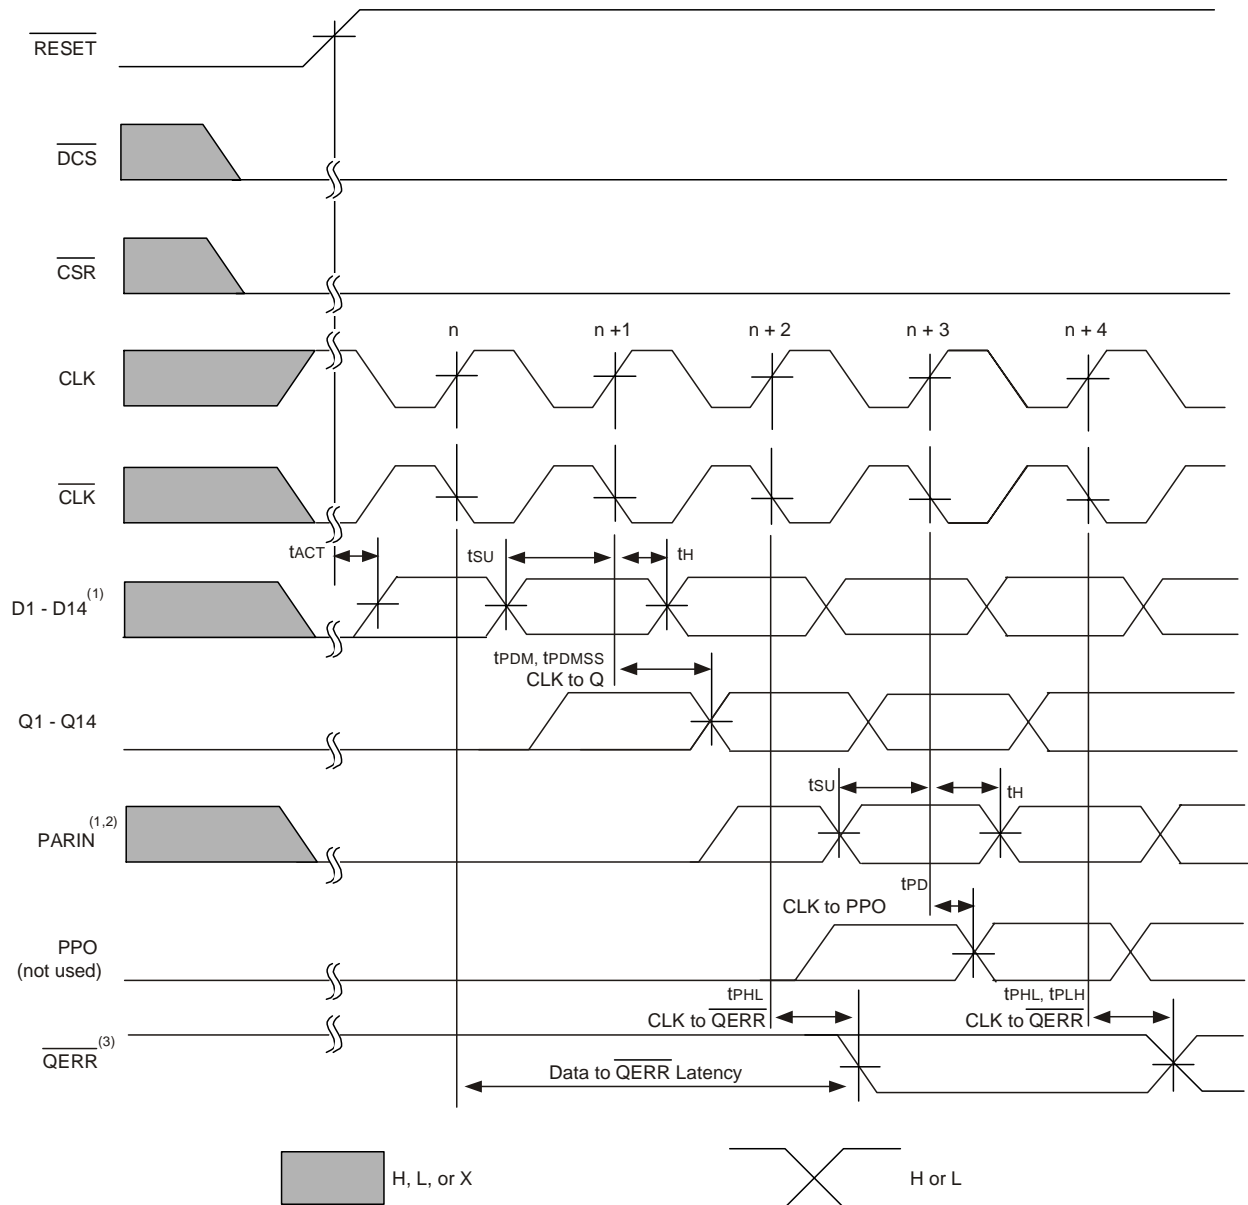 RESET
DCS
CSR
n
n +1
n + 2
n + 3
n + 4
CLK
CLK
tACT
tSU
tH
D1 - D14(1)
tPDM, tPDMSS
CLK to Q
Q1 - Q14
tSU
tH
PARIN(1,2)
tPD
CLK to PPO
PPO
(not used)
tPHL
CLK to QERR
tPHL, tPLH
CLK to QERR
QERR(3)
Data to QERR Latency
H, L, or X
H or L